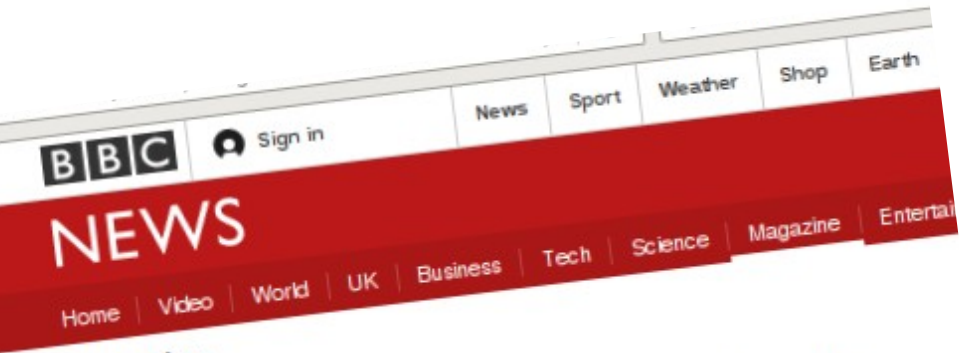 BBC Sign in News Sport Weather Shop Earth
NEWS
Home Video World UK Business Tech Science Magazine